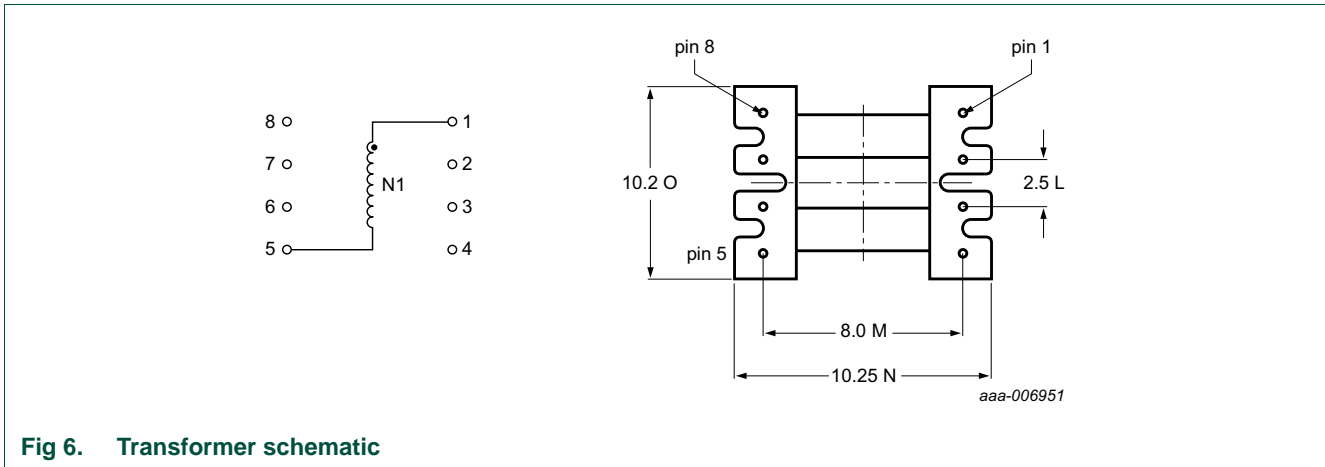 pin 8
pin 1
8
1
7
2
N1
6
3
5
4
10.2 O
2.5 L
pin 5
8.0 M
10.25 N
aaa-006951
Fig 6. Transformer schematic